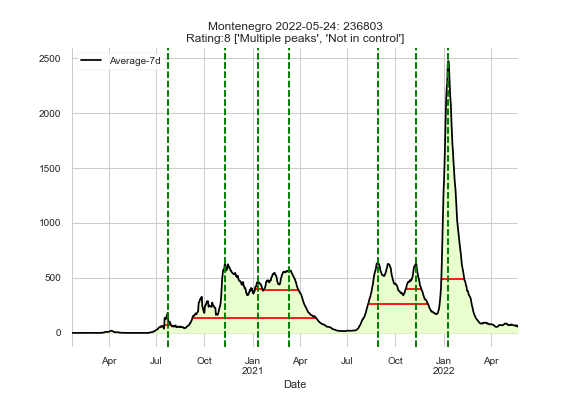 Montenegro 2022-05-24: 236803
Rating:8 ['Multiple peaks', 'Not in control']
Average-7d
2500
2000
1500
1000
500
0
Apr Jul Oct Jan Apr Jul Oct Jan Apr
2021 2022
Date